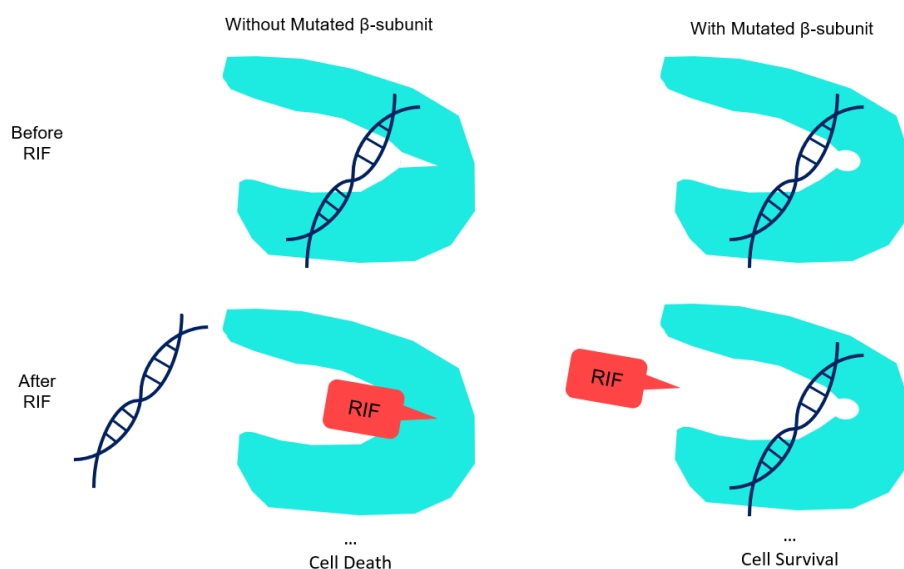 Without Mutated β-subunit
With Mutated β-subunit
Before
RIF
After
RIF
RIF
RIF
...
Cell Death
...
Cell Survival